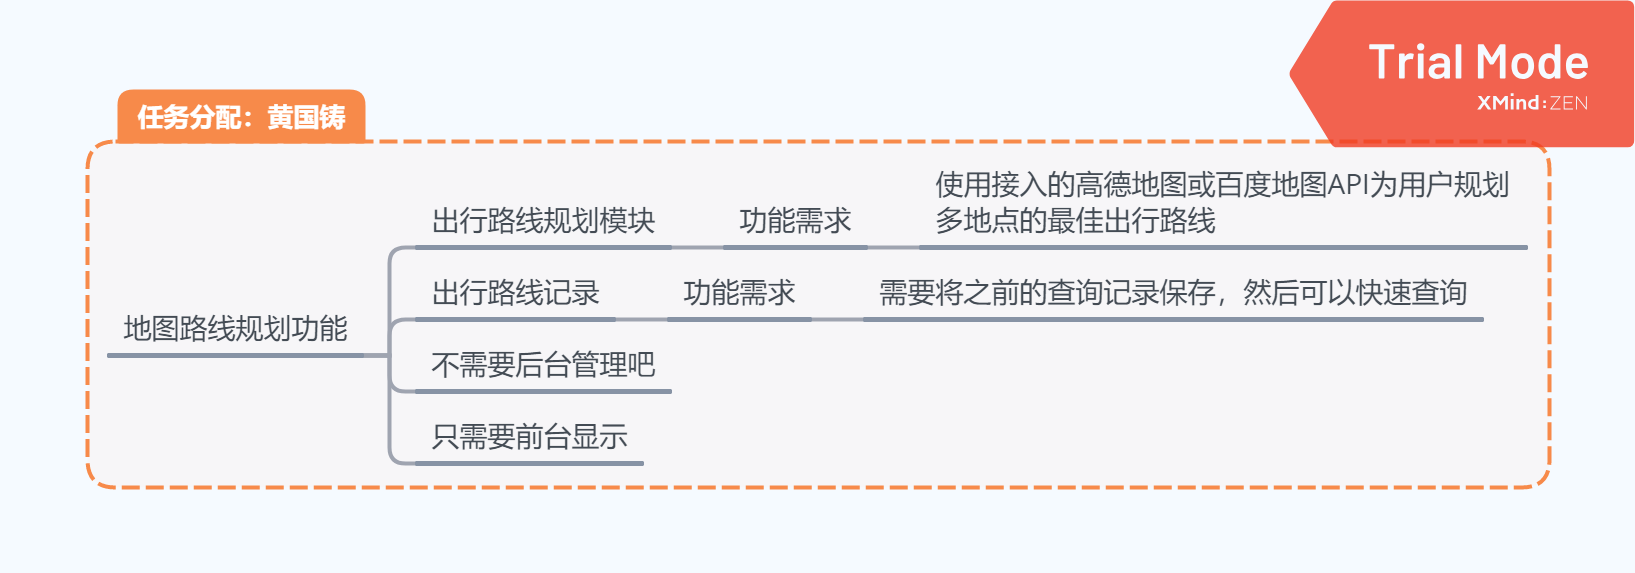 Trial Mode
XMind:ZEN
任务分配：黄国铸
使用接入的高德地图或百度地图API为用户规划
多地点的最佳出行路线
出行路线规划模块
功能需求
出行路线记录
功能需求
需要将之前的查询记录保存，然后可以快速查询
地图路线规划功能
不需要后台管理吧
只需要前台显示